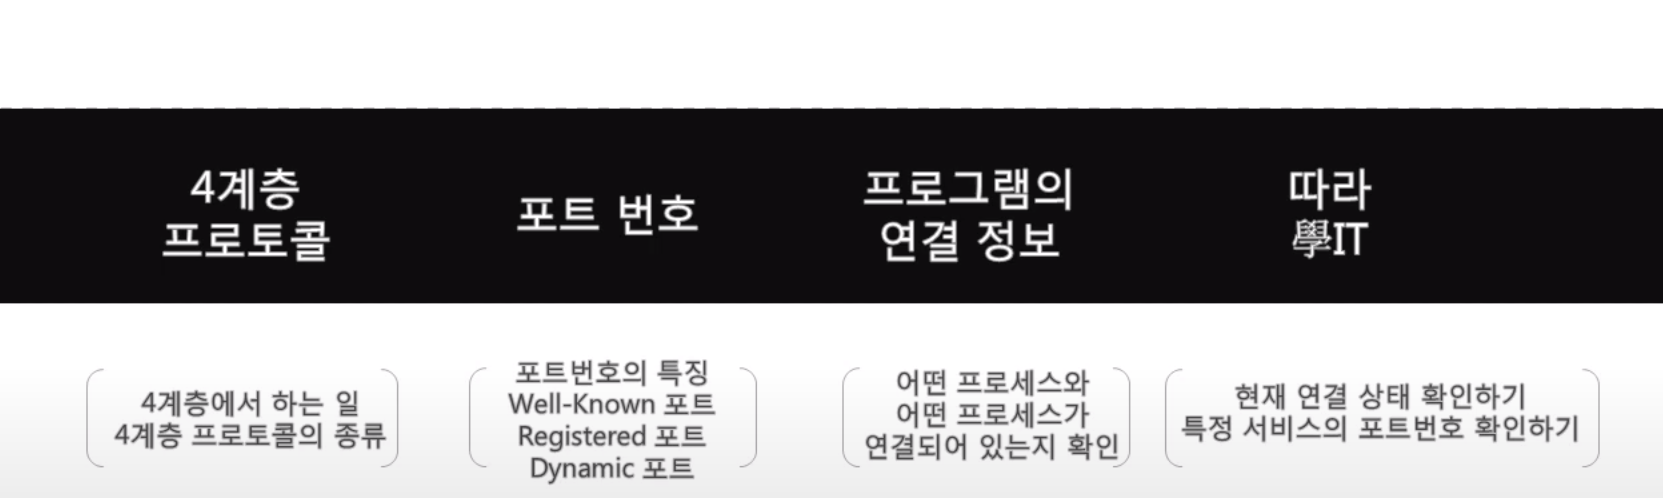 4계층
프로토콜
포트 번호
프로그램의
연결 정보
따라
學IT
4계층에서 하는 일
4계층 프로토콜의 종류
포트번호의 특징
Well-Known 포트
Registered 포트
Dynamic 포트
어떤 프로세스와
어떤 프로세스가
연결되어 있는지 확인
현재 연결 상태 확인하기
특정 서비스의 포트번호 확인하기